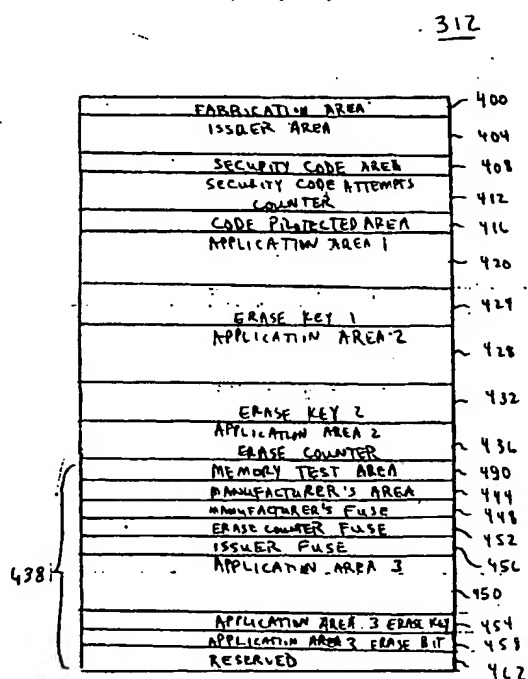 312
FABRICATION AREA 400
ISSUER AREA 404
SECURITY CODE AREA 408
SECURITY CODE ATTEMPTS
COUNTER 412
CODE PROTECTED AREA 416
APPLICATION AREA 1 420
424
ERASE KEY 1
APPLICATION AREA 2 428
432
ERASE KEY 2
APPLICATION AREA 2
ERASE COUNTER 436
MEMORY TEST AREA 490
MANUFACTURER'S AREA 444
MANUFACTURER'S FUSE 448
ERASE COUNTER FUSE 452
ISSUER FUSE 456
APPLICATION AREA 3
438
450
APPLICATION AREA 3 ERASE KEY 454
APPLICATION AREA 3 ERASE BIT 458
RESERVED 462